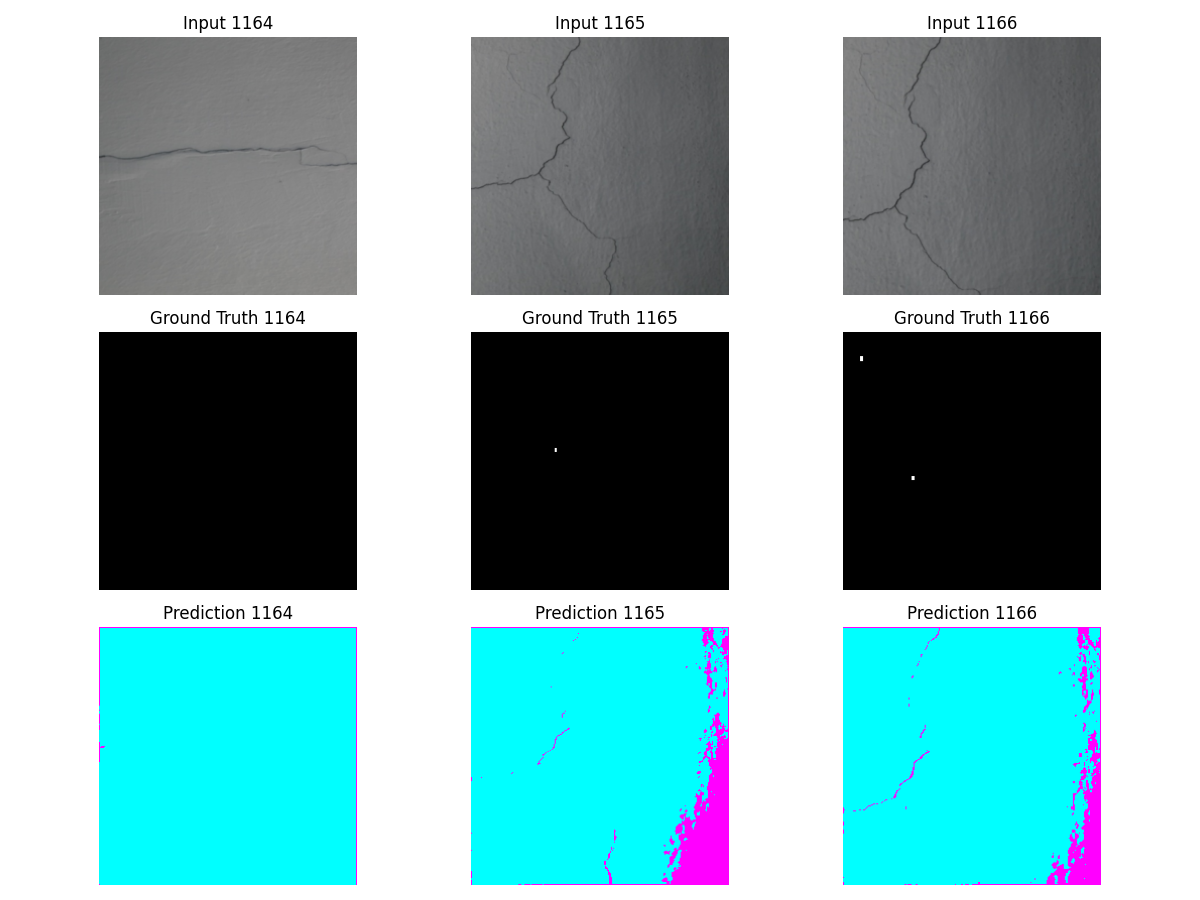 Input 1164
Input 1165
Input 1166
Ground Truth 1164
Ground Truth 1165
Ground Truth 1166
Prediction 1164
Prediction 1165
Prediction 1166